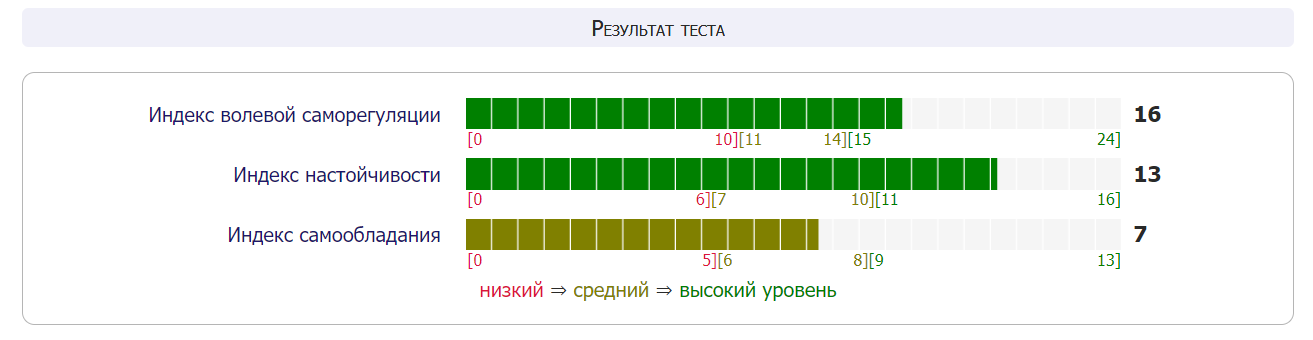 Результат теста
Индекс волевой саморегуляции 16
[0 10][11 14][15 24]
Индекс настойчивости 13
[0 6][7 10][11 16]
Индекс самообладания 7
[0 5][6 8][9 13]
низкий ⇒ средний ⇒ высокий уровень